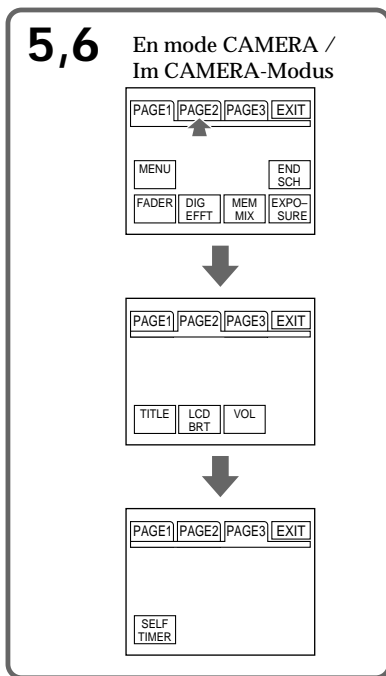 5,6
En mode CAMERA /
Im CAMERA-Modus
PAGE1 PAGE2 PAGE3 EXIT
MENU END SCH
FADER DIG EFFT MEM MIX EXPO– SURE
PAGE1 PAGE2 PAGE3 EXIT
TITLE LCD BRT VOL
PAGE1 PAGE2 PAGE3 EXIT
SELF
TIMER